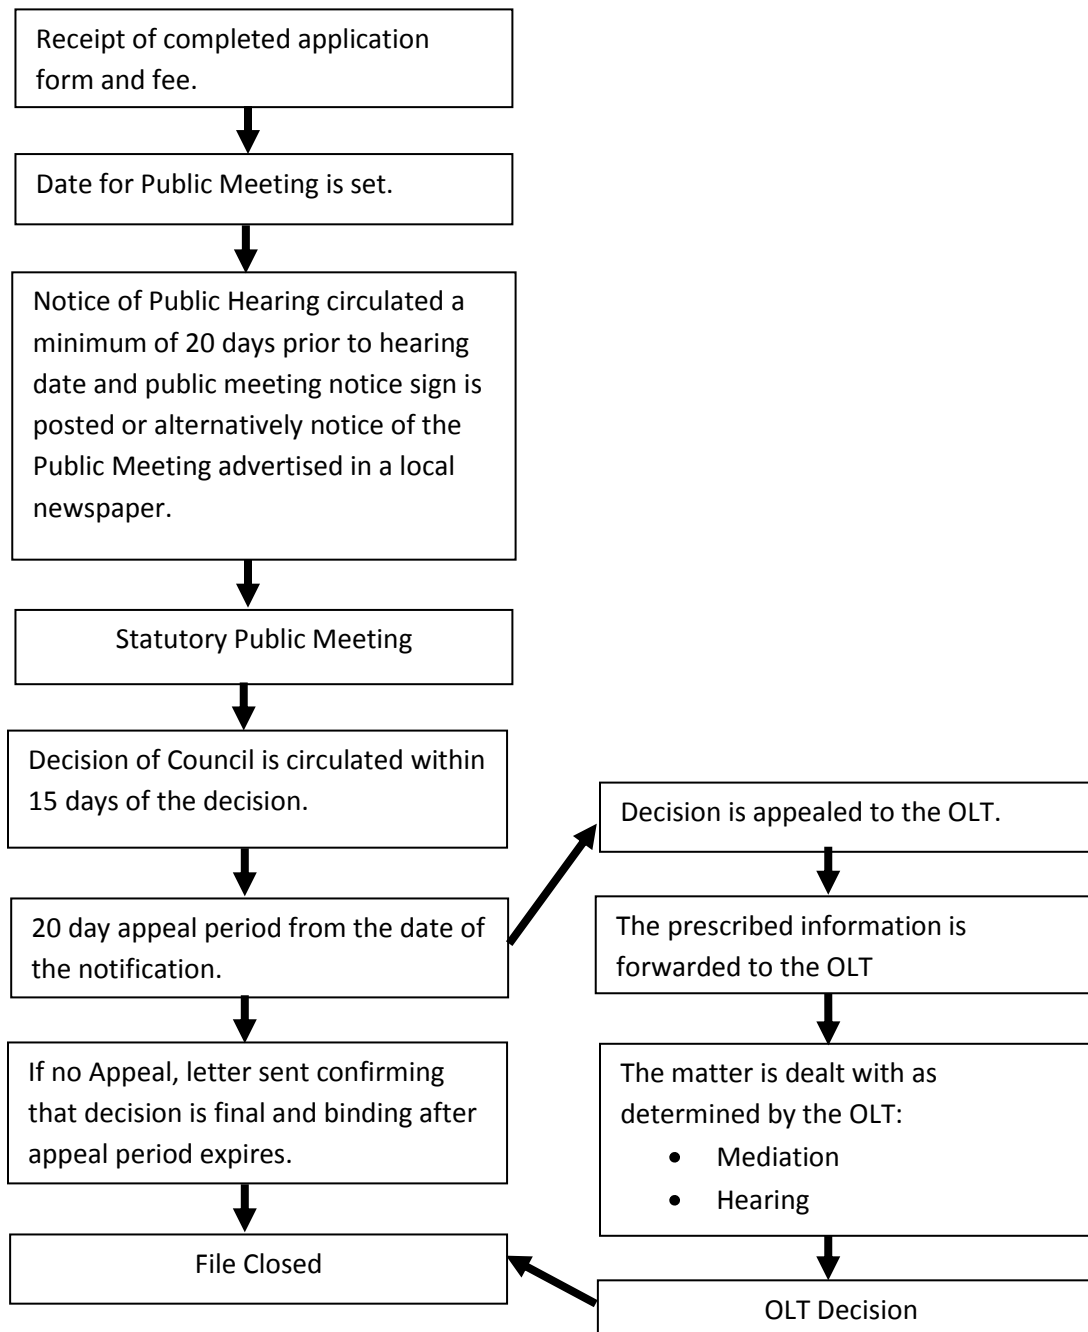 Receipt of completed application
form and fee.
Date for Public Meeting is set.
Notice of Public Hearing circulated a
minimum of 20 days prior to hearing
date and public meeting notice sign is
posted or alternatively notice of the
Public Meeting advertised in a local
newspaper.
Statutory Public Meeting
Decision of Council is circulated within
15 days of the decision.
20 day appeal period from the date of
the notification.
If no Appeal, letter sent confirming
that decision is final and binding after
appeal period expires.
File Closed
Decision is appealed to the OLT.
The prescribed information is
forwarded to the OLT
The matter is dealt with as
determined by the OLT:
• Mediation
• Hearing
OLT Decision